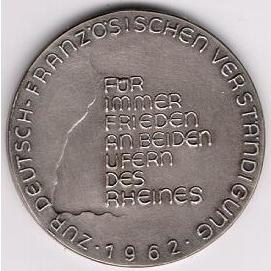 ZUR DEUTSCH-FRANZÖSISCHEN VERSTÄNDIGUNG
FÜR
IMMER
FRIEDEN
AN BEIDEN
UFERN
DES
RHEINES
· 1962 ·